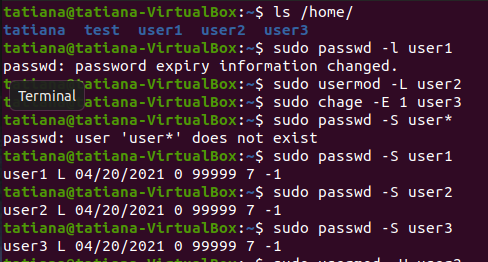 tatiana@tatiana-VirtualBox:~$ ls /home/
tatiana test user1 user2 user3
tatiana@tatiana-VirtualBox:~$ sudo passwd -l user1
passwd: password expiry information changed.
tatiana@tatiana-VirtualBox:~$ sudo usermod -L user2
Terminal
tatiana-VirtualBox:~$ sudo chage -E 1 user3
tatiana@tatiana-VirtualBox:~$ sudo passwd -S user*
passwd: user 'user*' does not exist
tatiana@tatiana-VirtualBox:~$ sudo passwd -S user1
user1 L 04/20/2021 0 99999 7 -1
tatiana@tatiana-VirtualBox:~$ sudo passwd -S user2
user2 L 04/20/2021 0 99999 7 -1
tatiana@tatiana-VirtualBox:~$ sudo passwd -S user3
user3 L 04/20/2021 0 99999 7 -1